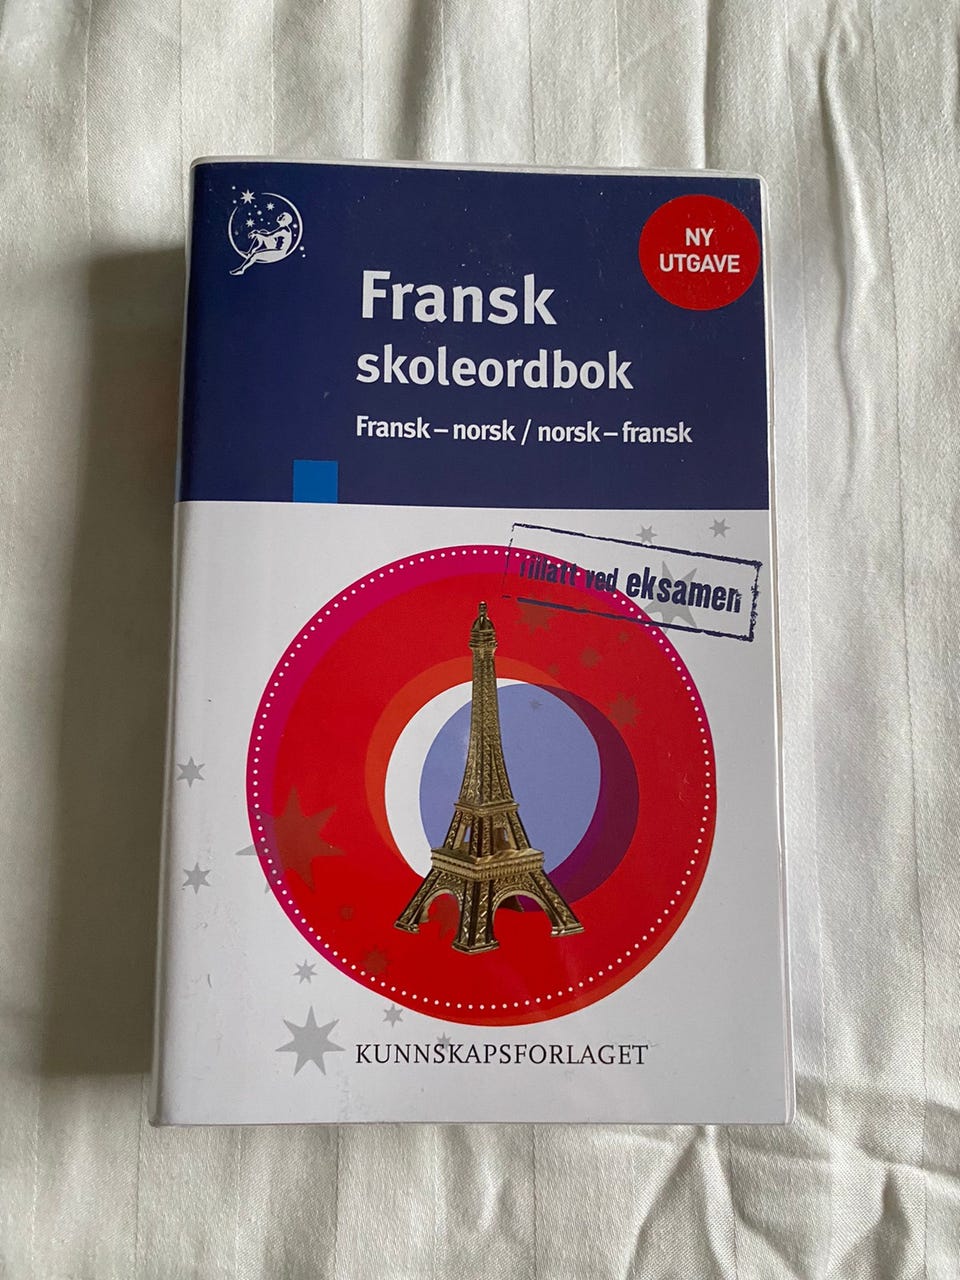 NY
UTGAVE
Fransk
skoleordbok
Fransk – norsk / norsk – fransk
Tillatt ved eksamen
KUNNSKAPSFORLAGET